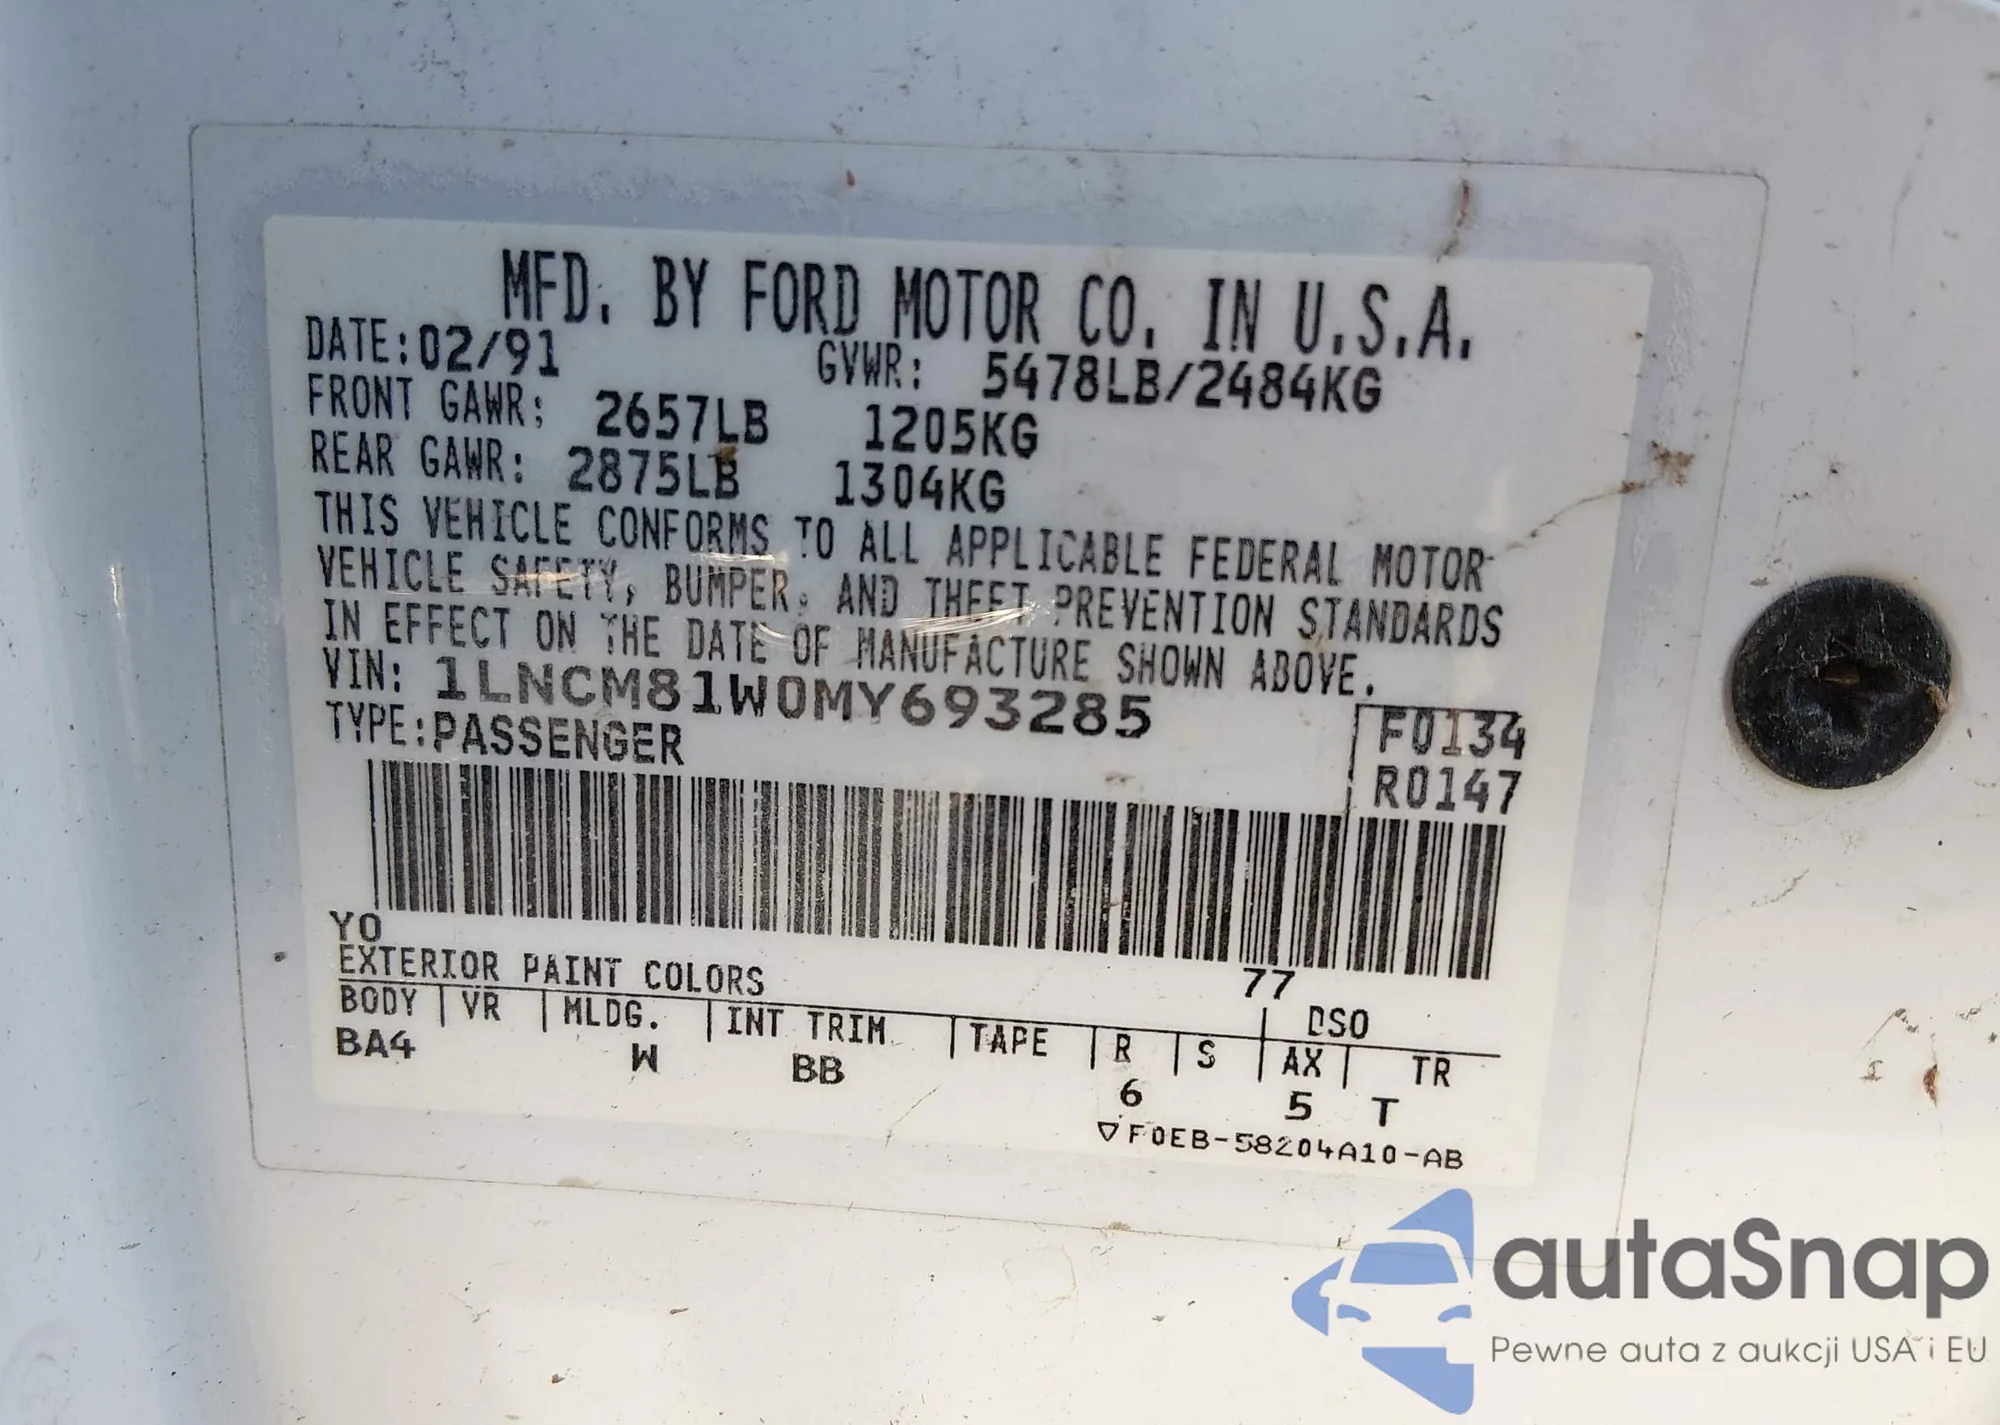 MFD. BY FORD MOTOR CO. IN U.S.A.
DATE: 02/91 GVWR: 5478LB/2484KG
FRONT GAWR: 2657LB 1205KG
REAR GAWR: 2875LB 1304KG
THIS VEHICLE CONFORMS TO ALL APPLICABLE FEDERAL MOTOR
VEHICLE SAFETY, BUMPER, AND THEFT PREVENTION STANDARDS
IN EFFECT ON THE DATE OF MANUFACTURE SHOWN ABOVE.
VIN: 1LNCM81W0MY693285
TYPE: PASSENGER
F0134
R0147
YO
EXTERIOR PAINT COLORS 77 DSO
BODY VR MLDG. INT TRIM TAPE R S AX TR
BA4 W BB 6 5 T
F0EB-58204A10-AB
autaSnap
Pewne auta z aukcji USA i EU